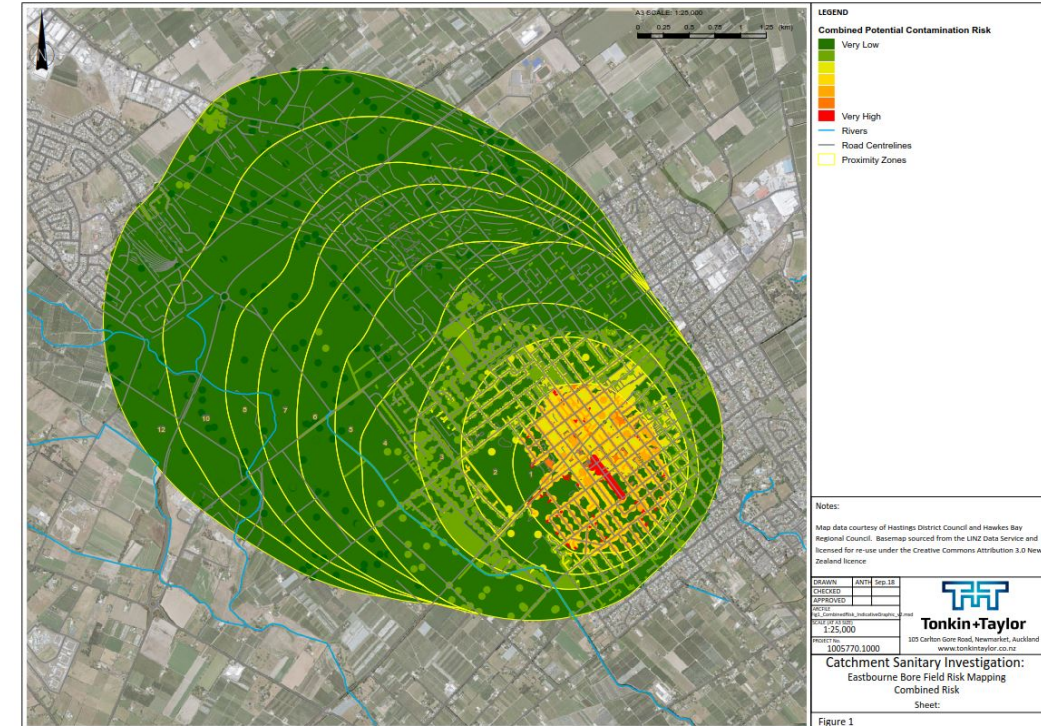 A3 SCALE: 1:25,000
0 0.25 0.5 0.75 1 1.25 (km)
12
10
8
7
6
5
4
3
2
1
LEGEND
Combined Potential Contamination Risk
Very Low
Very High
Rivers
Road Centrelines
Proximity Zones
Notes:
Map data courtesy of Hastings District Council and Hawkes Bay
Regional Council. Basemap sourced from the LINZ Data Service and
licensed for re-use under the Creative Commons Attribution 3.0 New
Zealand licence
DRAWN ANTH Sep.18
CHECKED
APPROVED
ARCFILE
SCALE (AT A3 SIZE)
1:25,000
PROJECT No.
1005770.1000
T+T
Tonkin+Taylor
105 Carlton Gore Road, Newmarket, Auckland
www.tonkintaylor.co.nz
Catchment Sanitary Investigation:
Eastbourne Bore Field Risk Mapping
Combined Risk
Sheet:
Figure 1